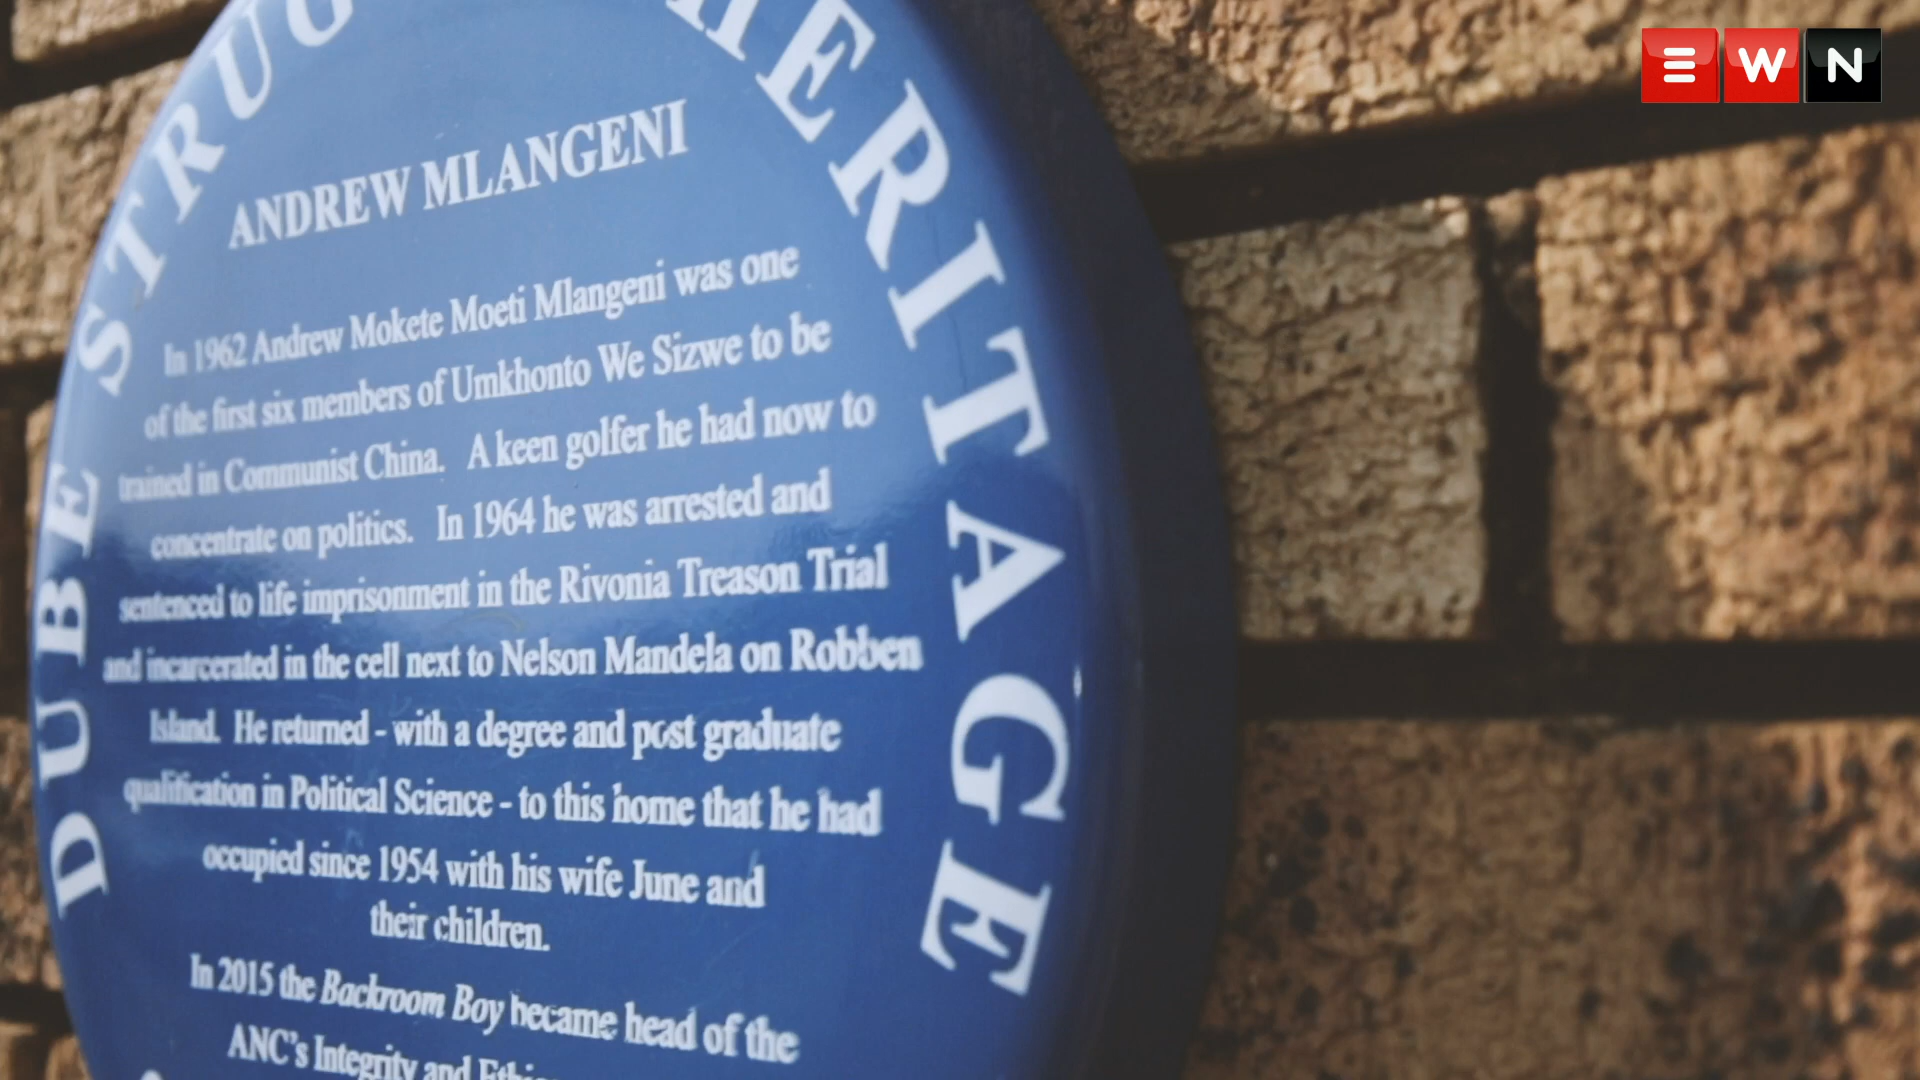 EWN
DUBE STRUG
HERITAGE
ANDREW MLANGENI
In 1962 Andrew Mokete Moeti Mlangeni was one
of the first six members of Umkhonto We Sizwe to be
trained in Communist China. A keen golfer he had now to
concentrate on politics. In 1964 he was arrested and
sentenced to life imprisonment in the Rivonia Treason Trial
and incarcerated in the cell next to Nelson Mandela on Robben
Island. He returned - with a degree and post graduate
qualification in Political Science - to this home that he had
occupied since 1954 with his wife June and
their children.
In 2015 the Backroom Boy became head of the
ANC's Integrity and